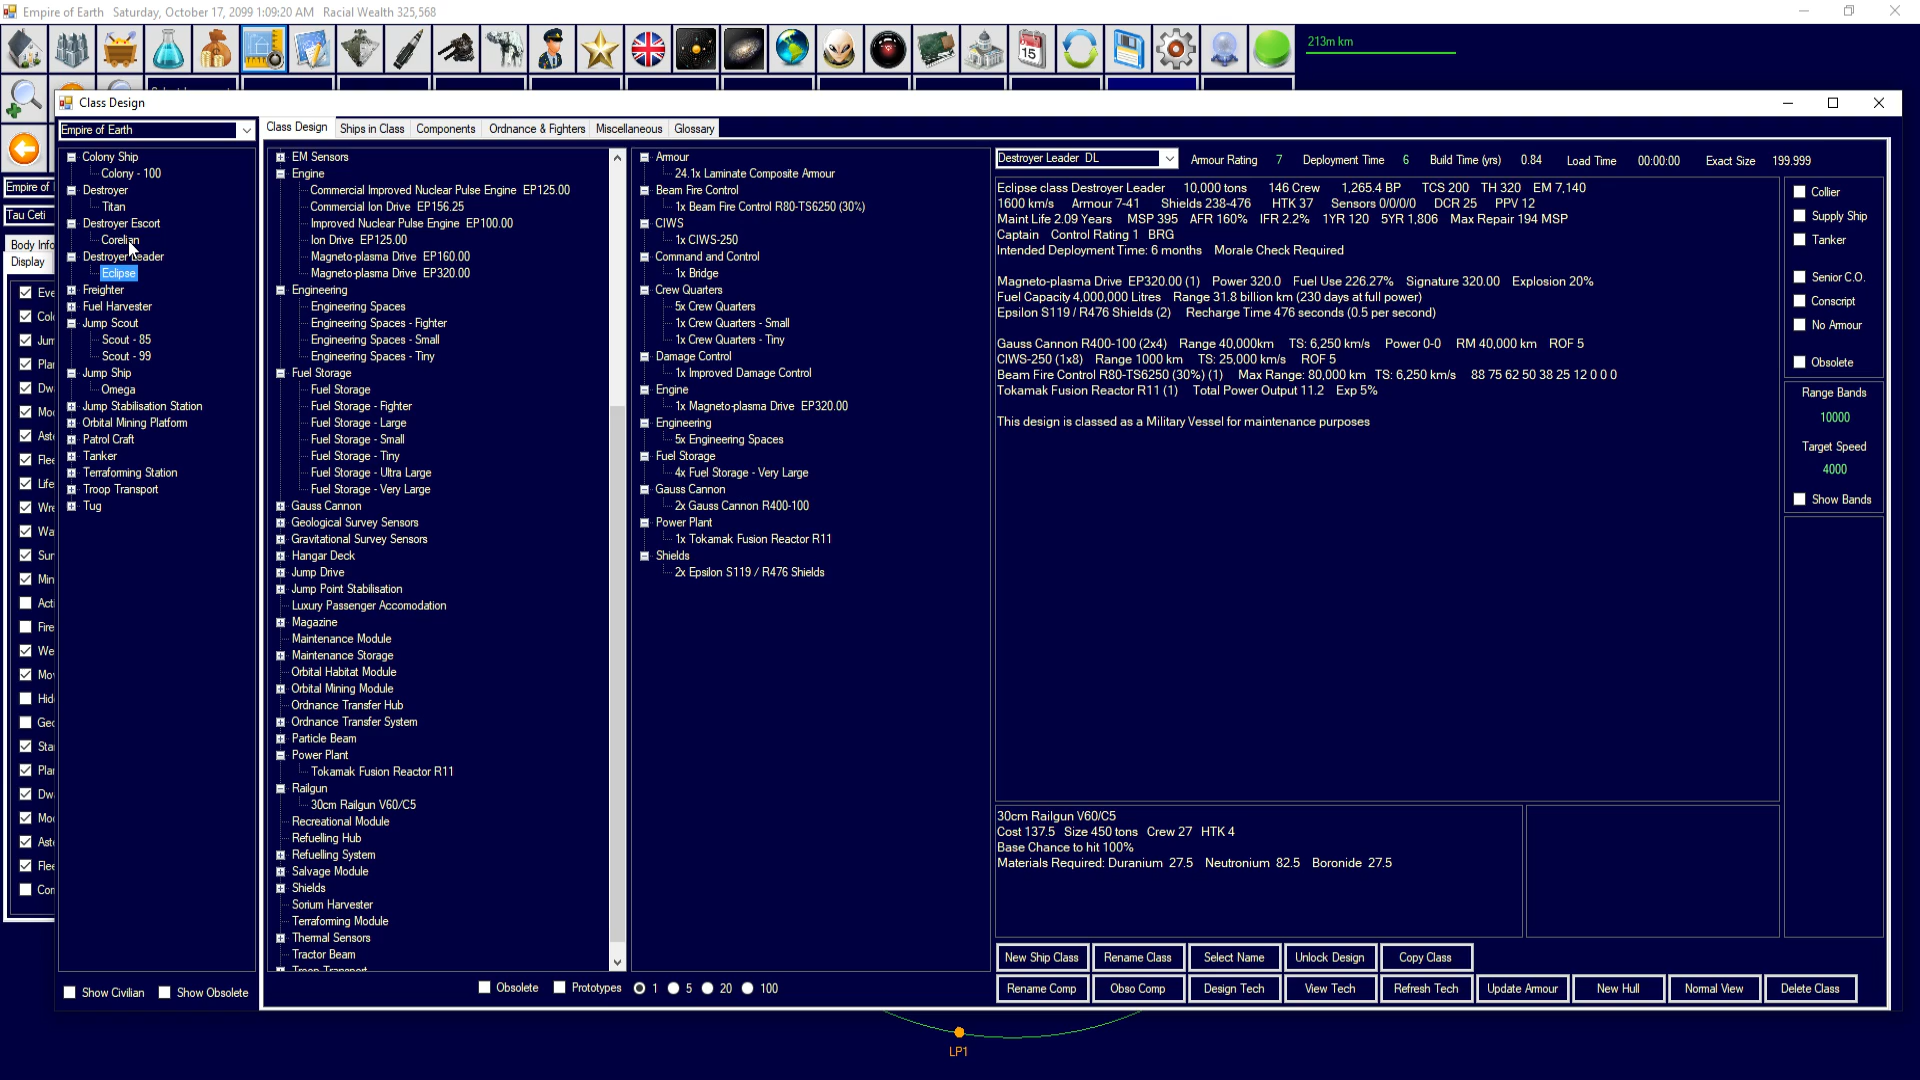 Empire of Earth   Saturday, October 17, 2099 1:09:20 AM   Racial Wealth 325,568
213m km
Class Design
Empire of Earth
Class Design
Ships in Class
Components
Ordnance & Fighters
Miscellaneous
Glossary
Empire of
Tau Ceti
Body Info
Display
Colony Ship
Colony - 100
Destroyer
Titan
Destroyer Escort
Corelian
Destroyer Leader
Eclipse
Freighter
Fuel Harvester
Jump Scout
Scout - 85
Scout - 99
Jump Ship
Omega
Jump Stabilisation Station
Orbital Mining Platform
Patrol Craft
Tanker
Terraforming Station
Troop Transport
Tug
Show Civilian
Show Obsolete
EM Sensors
Engine
Commercial Improved Nuclear Pulse Engine  EP125.00
Commercial Ion Drive  EP156.25
Improved Nuclear Pulse Engine  EP100.00
Ion Drive  EP125.00
Magneto-plasma Drive  EP160.00
Magneto-plasma Drive  EP320.00
Engineering
Engineering Spaces
Engineering Spaces - Fighter
Engineering Spaces - Small
Engineering Spaces - Tiny
Fuel Storage
Fuel Storage
Fuel Storage - Fighter
Fuel Storage - Large
Fuel Storage - Small
Fuel Storage - Tiny
Fuel Storage - Ultra Large
Fuel Storage - Very Large
Gauss Cannon
Geological Survey Sensors
Gravitational Survey Sensors
Hangar Deck
Jump Drive
Jump Point Stabilisation
Luxury Passenger Accomodation
Magazine
Maintenance Module
Maintenance Storage
Orbital Habitat Module
Orbital Mining Module
Ordnance Transfer Hub
Ordnance Transfer System
Particle Beam
Power Plant
Tokamak Fusion Reactor R11
Railgun
30cm Railgun V60/C5
Recreational Module
Refuelling Hub
Refuelling System
Salvage Module
Shields
Sorium Harvester
Terraforming Module
Thermal Sensors
Tractor Beam
Troop Transport
Obsolete
Prototypes
1
5
20
100
Armour
24.1x Laminate Composite Armour
Beam Fire Control
1x Beam Fire Control R80-TS6250 (30%)
CIWS
1x CIWS-250
Command and Control
1x Bridge
Crew Quarters
5x Crew Quarters
1x Crew Quarters - Small
1x Crew Quarters - Tiny
Damage Control
1x Improved Damage Control
Engine
1x Magneto-plasma Drive  EP320.00
Engineering
5x Engineering Spaces
Fuel Storage
4x Fuel Storage - Very Large
Gauss Cannon
2x Gauss Cannon R400-100
Power Plant
1x Tokamak Fusion Reactor R11
Shields
2x Epsilon S119 / R476 Shields
Destroyer Leader  DL
Armour Rating   7   Deployment Time   6   Build Time (yrs)   0.84   Load Time   00:00:00   Exact Size   199.999
Eclipse class Destroyer Leader      10,000 tons      146 Crew      1,265.4 BP      TCS 200    TH 320    EM 7,140
1600 km/s    Armour 7-41    Shields 238-476    HTK 37    Sensors 0/0/0/0    DCR 25    PPV 12
Maint Life 2.09 Years    MSP 395    AFR 160%    IFR 2.2%    1YR 120    5YR 1,806    Max Repair 194 MSP
Captain    Control Rating 1   BRG
Intended Deployment Time: 6 months    Morale Check Required
Magneto-plasma Drive  EP320.00 (1)    Power 320.0    Fuel Use 226.27%    Signature 320.00    Explosion 20%
Fuel Capacity 4,000,000 Litres    Range 31.8 billion km (230 days at full power)
Epsilon S119 / R476 Shields (2)    Recharge Time 476 seconds (0.5 per second)
Gauss Cannon R400-100 (2x4)    Range 40,000km    TS: 6,250 km/s    Power 0-0    RM 40,000 km    ROF 5
CIWS-250 (1x8)    Range 1000 km    TS: 25,000 km/s    ROF 5
Beam Fire Control R80-TS6250 (30%) (1)    Max Range: 80,000 km   TS: 6,250 km/s    88 75 62 50 38 25 12 0 0 0
Tokamak Fusion Reactor R11 (1)    Total Power Output 11.2    Exp 5%
This design is classed as a Military Vessel for maintenance purposes
30cm Railgun V60/C5
Cost 137.5   Size 450 tons   Crew 27   HTK 4
Base Chance to hit 100%
Materials Required: Duranium  27.5   Neutronium  82.5   Boronide  27.5
Collier
Supply Ship
Tanker
Senior C.O.
Conscript
No Armour
Obsolete
Range Bands
10000
Target Speed
4000
Show Bands
New Ship Class
Rename Class
Select Name
Unlock Design
Copy Class
Rename Comp
Obso Comp
Design Tech
View Tech
Refresh Tech
Update Armour
New Hull
Normal View
Delete Class
LP1